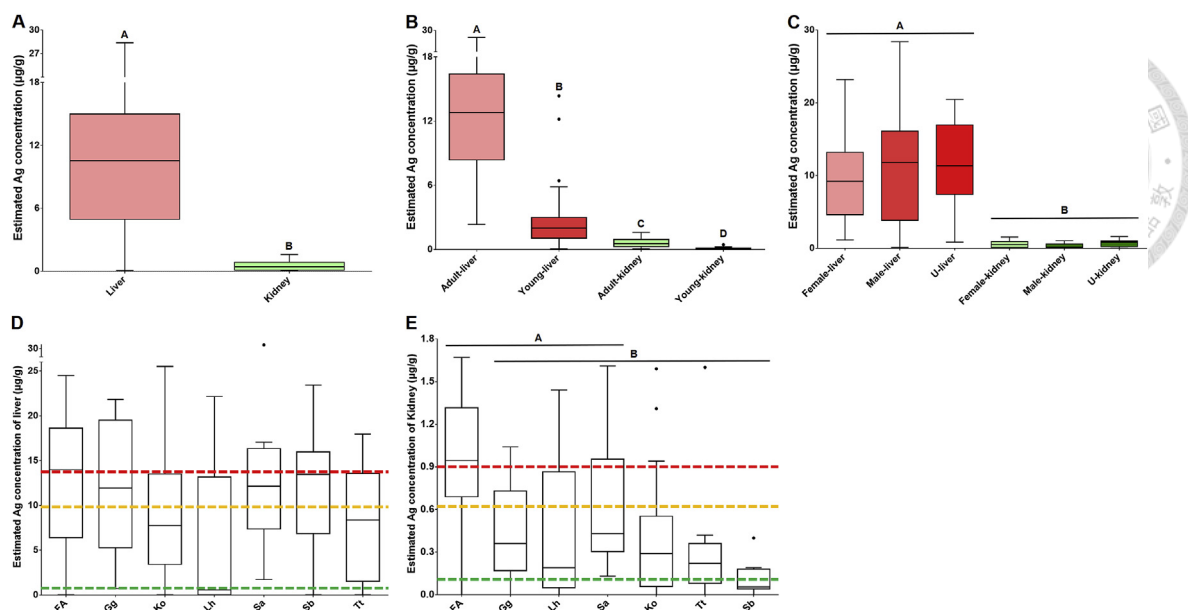 A
Estimated Ag concentration (µg/g)
30
27
18
12
6
0
A
B
Liver
Kidney
B
Estimated Ag concentration (µg/g)
30
18
12
6
0
A
B
C
D
Adult-liver
Young-liver
Adult-kidney
Young-kidney
C
Estimated Ag concentration (µg/g)
30
20
10
0
A
B
Female-liver
Male-liver
U-liver
Female-kidney
Male-kidney
U-kidney
國
敦
品
D
Estimated Ag concentration of liver (µg/g)
30
25
20
15
10
5
0
FA
Gg
Ko
Lh
Sa
Sb
Tt
E
Estimated Ag concentration of Kidney (µg/g)
1.8
1.5
1.2
0.9
0.6
0.3
0.0
A
B
FA
Gg
Lh
Sa
Ko
Tt
Sb